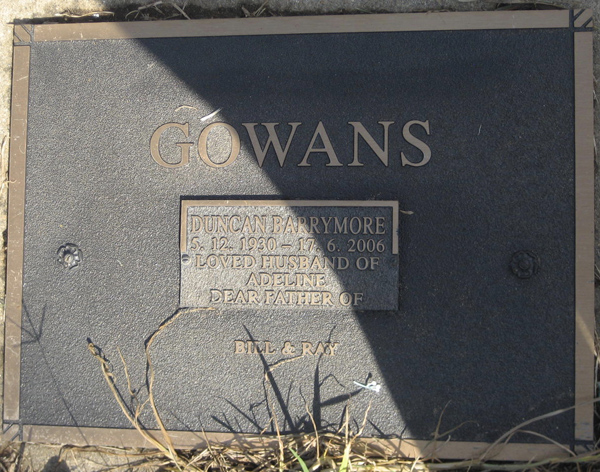 GOWANS
DUNCAN BARRYMORE
5. 12. 1930 – 17. 6. 2006
LOVED HUSBAND OF
ADELINE
DEAR FATHER OF
BILL & RAY